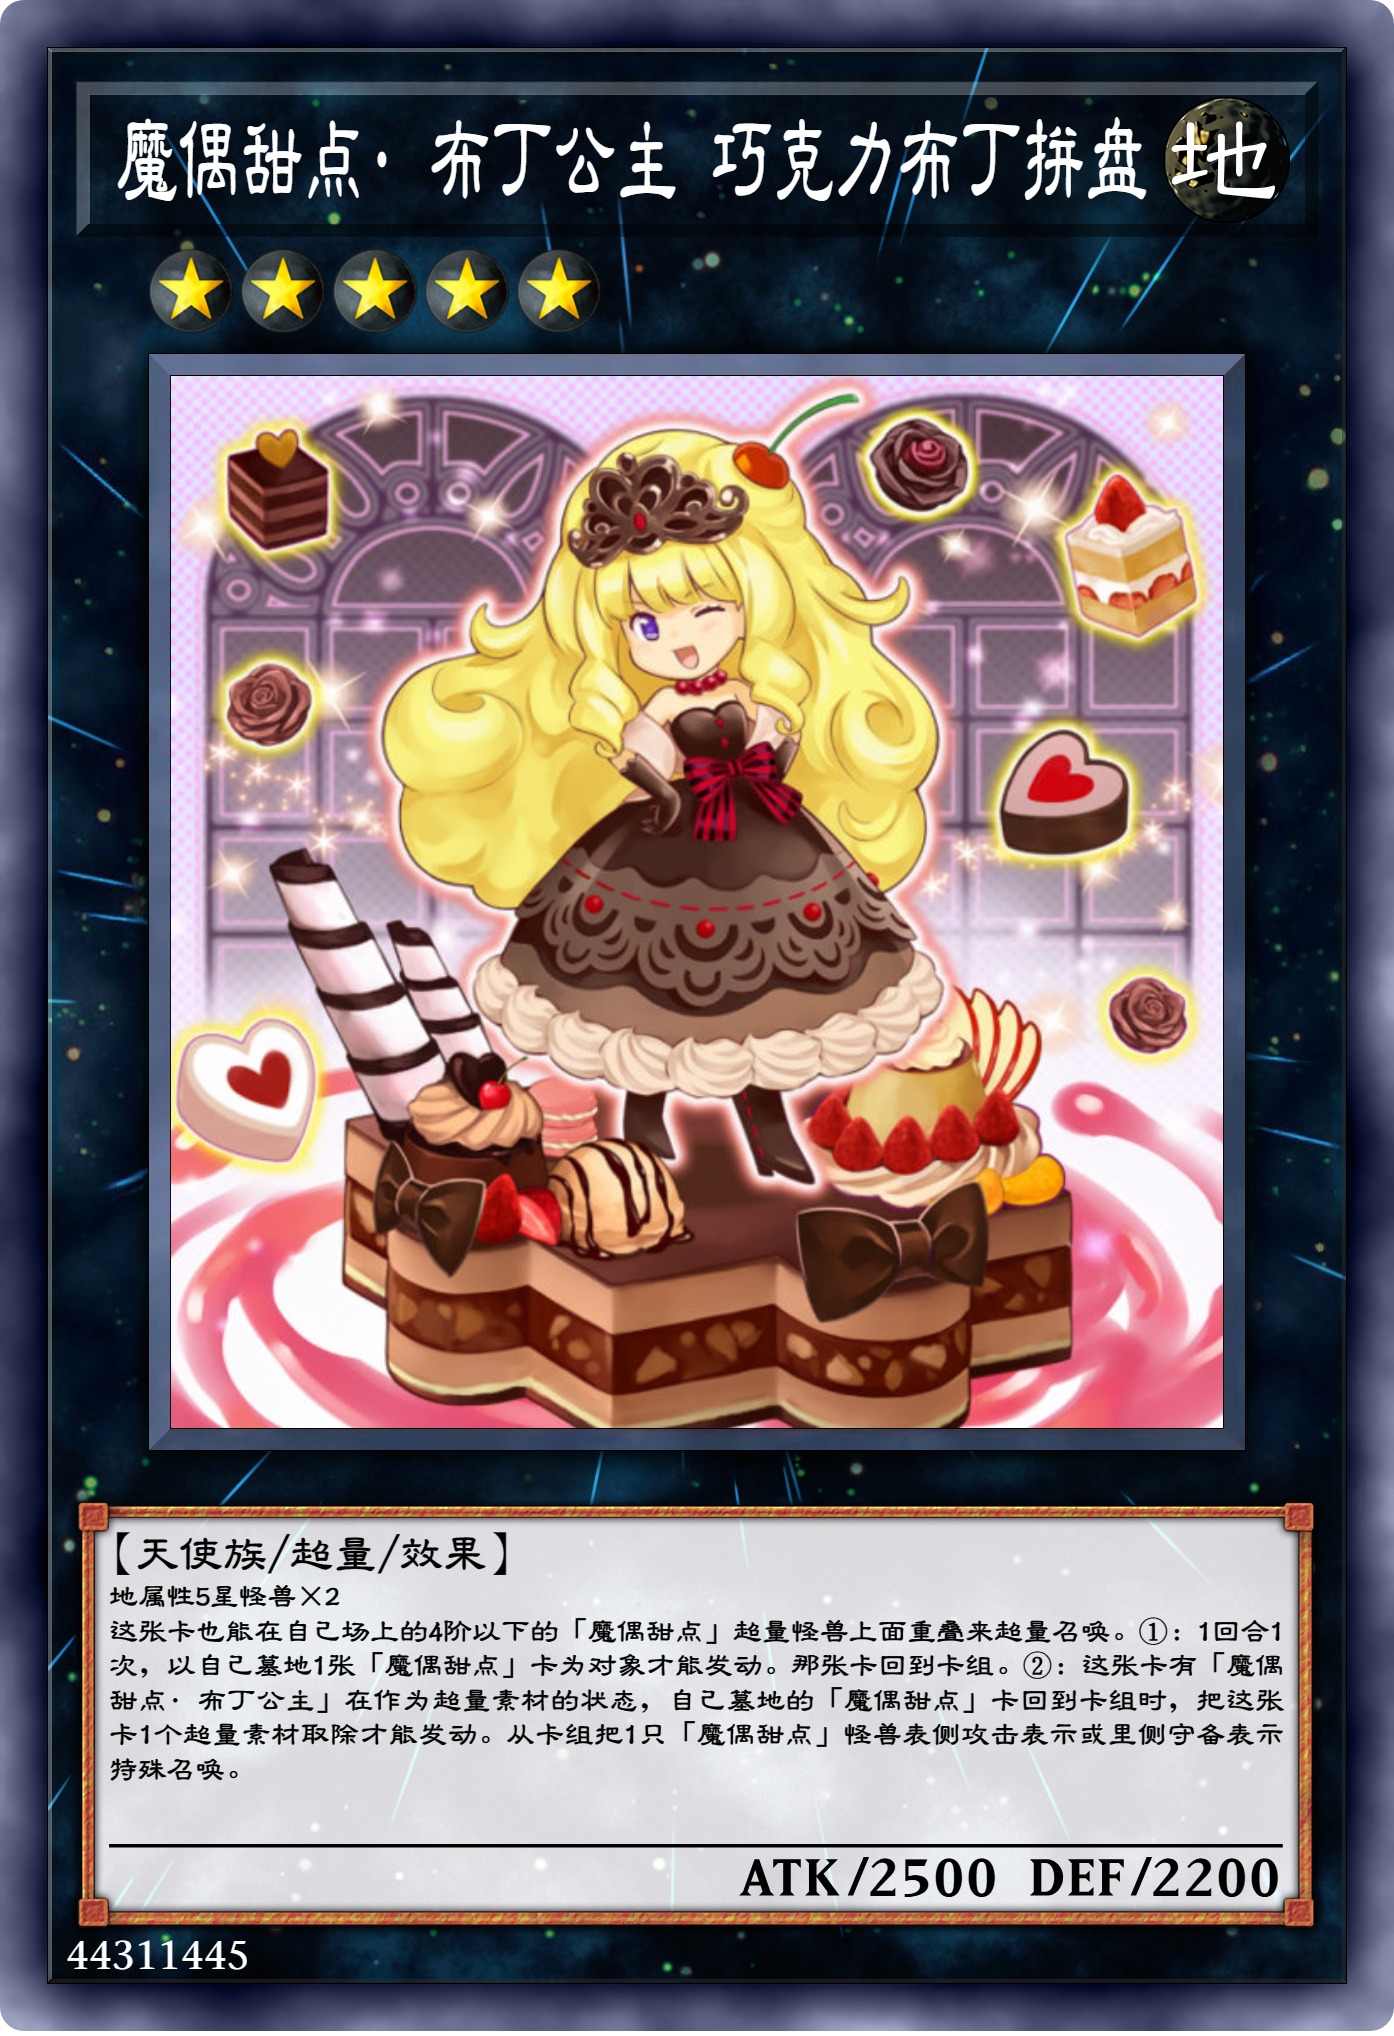 魔偶甜点·布丁公主 巧克力布丁拼盘 地
【天使族/超量/效果】
地属性5星怪兽×2
这张卡也能在自己场上的4阶以下的「魔偶甜点」超量怪兽上面重叠来超量召唤。①：1回合1
次，以自己墓地1张「魔偶甜点」卡为对象才能发动。那张卡回到卡组。②：这张卡有「魔偶
甜点·布丁公主」在作为超量素材的状态，自己墓地的「魔偶甜点」卡回到卡组时，把这张
卡1个超量素材取除才能发动。从卡组把1只「魔偶甜点」怪兽表侧攻击表示或里侧守备表示
特殊召唤。
ATK/2500 DEF/2200
44311445